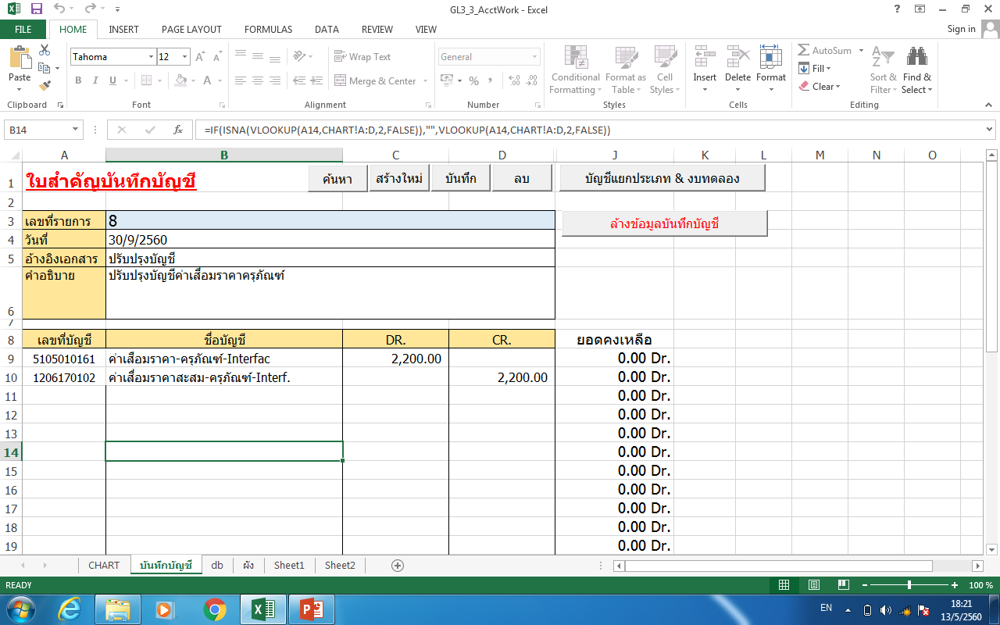 GL3_3_AcctWork - Excel
FILE HOME INSERT PAGE LAYOUT FORMULAS DATA REVIEW VIEW Sign in
Paste Tahoma 12 Wrap Text General Conditional Formatting Format as Table Cell Styles Insert Delete Format AutoSum Sort & Filter Find & Select
B I U A Merge & Center % Fill
Clear
Clipboard Font Alignment Number Styles Cells Editing
B14 fx =IF(ISNA(VLOOKUP(A14,CHART!A:D,2,FALSE)),"",VLOOKUP(A14,CHART!A:D,2,FALSE))
A B C D J K L M N O
1 ใบสำคัญบันทึกบัญชี ค้นหา สร้างใหม่ บันทึก ลบ บัญชีแยกประเภท & งบทดลอง
2
3 เลขที่รายการ 8 ล้างข้อมูลบันทึกบัญชี
4 วันที่ 30/9/2560
5 อ้างอิงเอกสาร ปรับปรุงบัญชี
6 คำอธิบาย ปรับปรุงบัญชีค่าเสื่อมราคาครุภัณฑ์
7
8 เลขที่บัญชี ชื่อบัญชี DR. CR. ยอดคงเหลือ
9 5105010161 ค่าเสื่อมราคา-ครุภัณฑ์-Interfac 2,200.00 0.00 Dr.
10 1206170102 ค่าเสื่อมราคาสะสม-ครุภัณฑ์-Interf. 2,200.00 0.00 Dr.
11 0.00 Dr.
12 0.00 Dr.
13 0.00 Dr.
14 0.00 Dr.
15 0.00 Dr.
16 0.00 Dr.
17 0.00 Dr.
18 0.00 Dr.
19 0.00 Dr.
CHART บันทึกบัญชี db ผัง Sheet1 Sheet2
READY 100 %
EN 18:21
13/5/2560